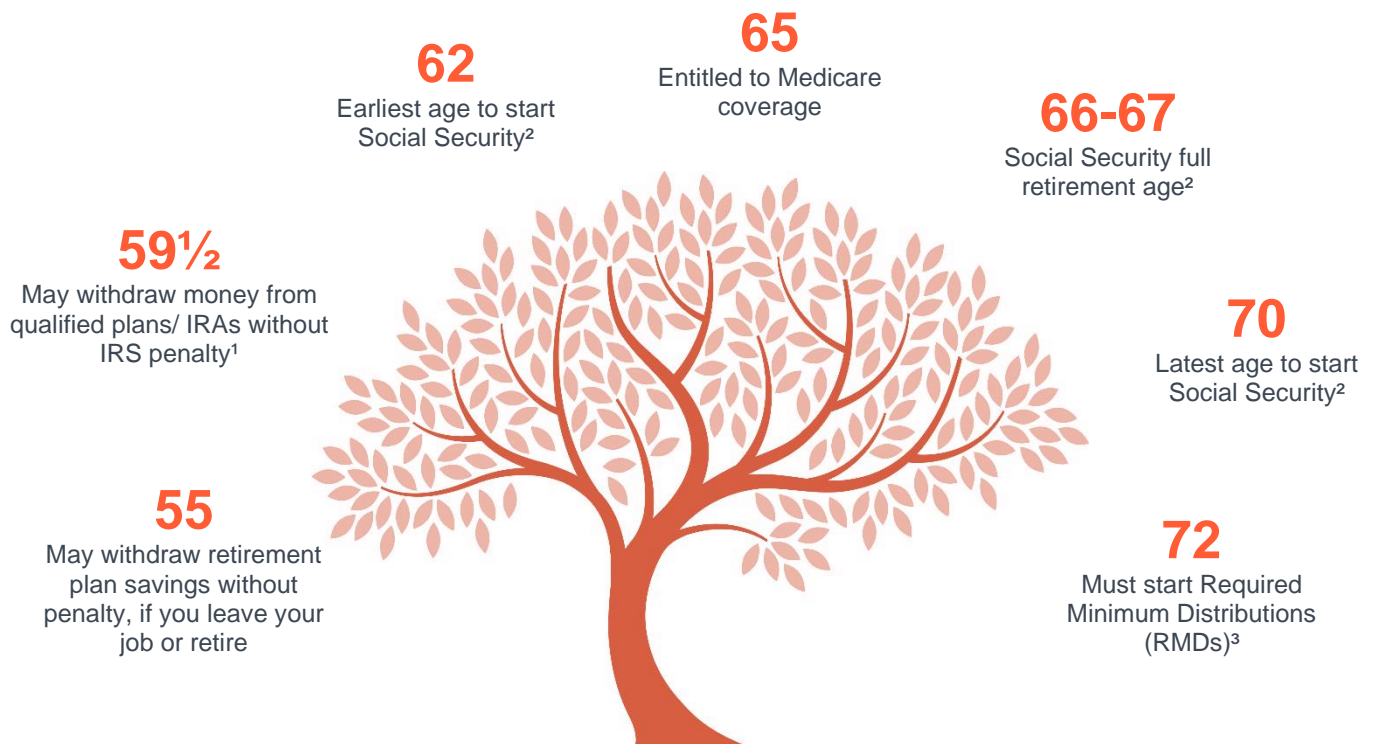 55
May withdraw retirement
plan savings without
penalty, if you leave your
job or retire
59½
May withdraw money from
qualified plans/ IRAs without
IRS penalty¹
62
Earliest age to start
Social Security²
65
Entitled to Medicare
coverage
66-67
Social Security full
retirement age²
70
Latest age to start
Social Security²
72
Must start Required
Minimum Distributions
(RMDs)³